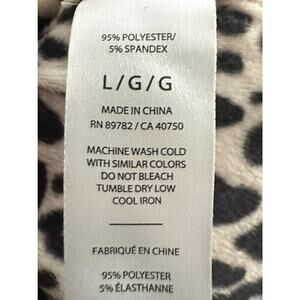 95% POLYESTER/
5% SPANDEX
L/G/G
MADE IN CHINA
RN 89782 / CA 40750
MACHINE WASH COLD
WITH SIMILAR COLORS
DO NOT BLEACH
TUMBLE DRY LOW
COOL IRON
FABRIQUÉ EN CHINE
95% POLYESTER
5% ÉLASTHANNE